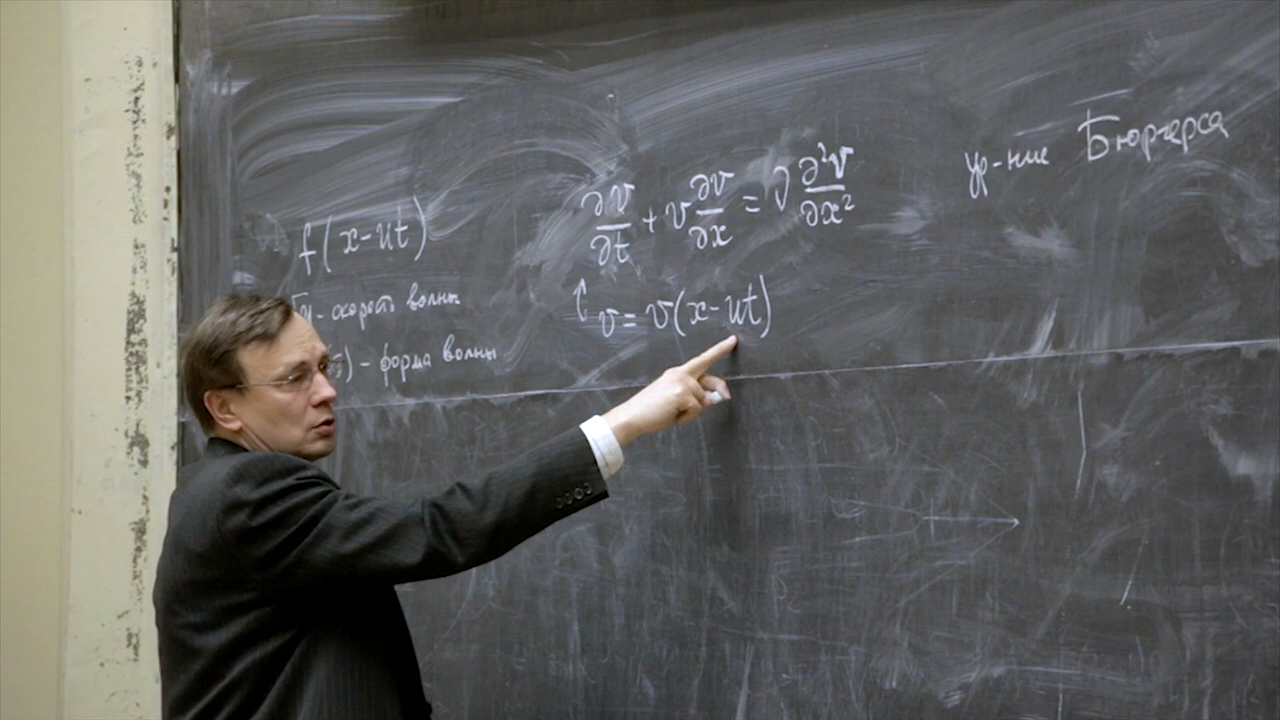 f(x-ut)
u - скорость волны
) - форма волны
∂v/∂t + v ∂v/∂x = ν ∂²v/∂x²
v = v(x-ut)
ур-ние Бюргерса